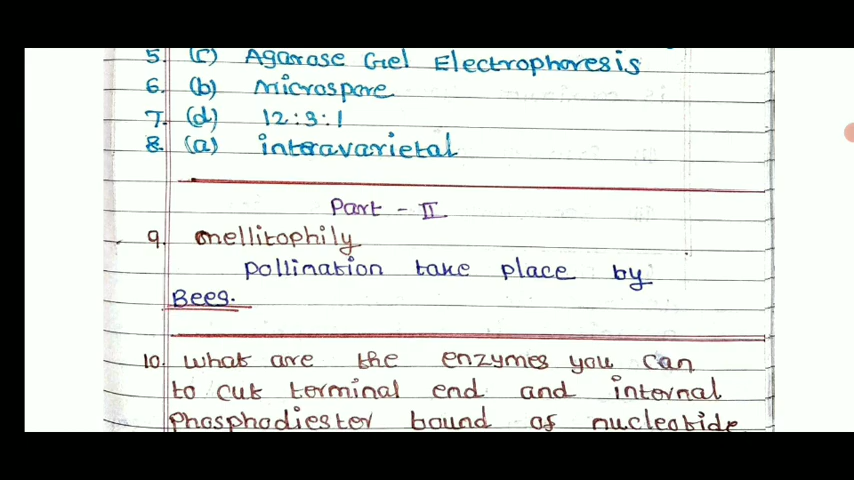 5. (c) Agarose Gel Electrophoresis
6. (b) Microspore
7. (d) 12:3:1
8. (a) intravarietal
Part - II
9. mellitophily
pollination take place by
Bees.
10. What are the enzymes you can
to cut terminal end and internal
Phosphodiester bound of nucleotide